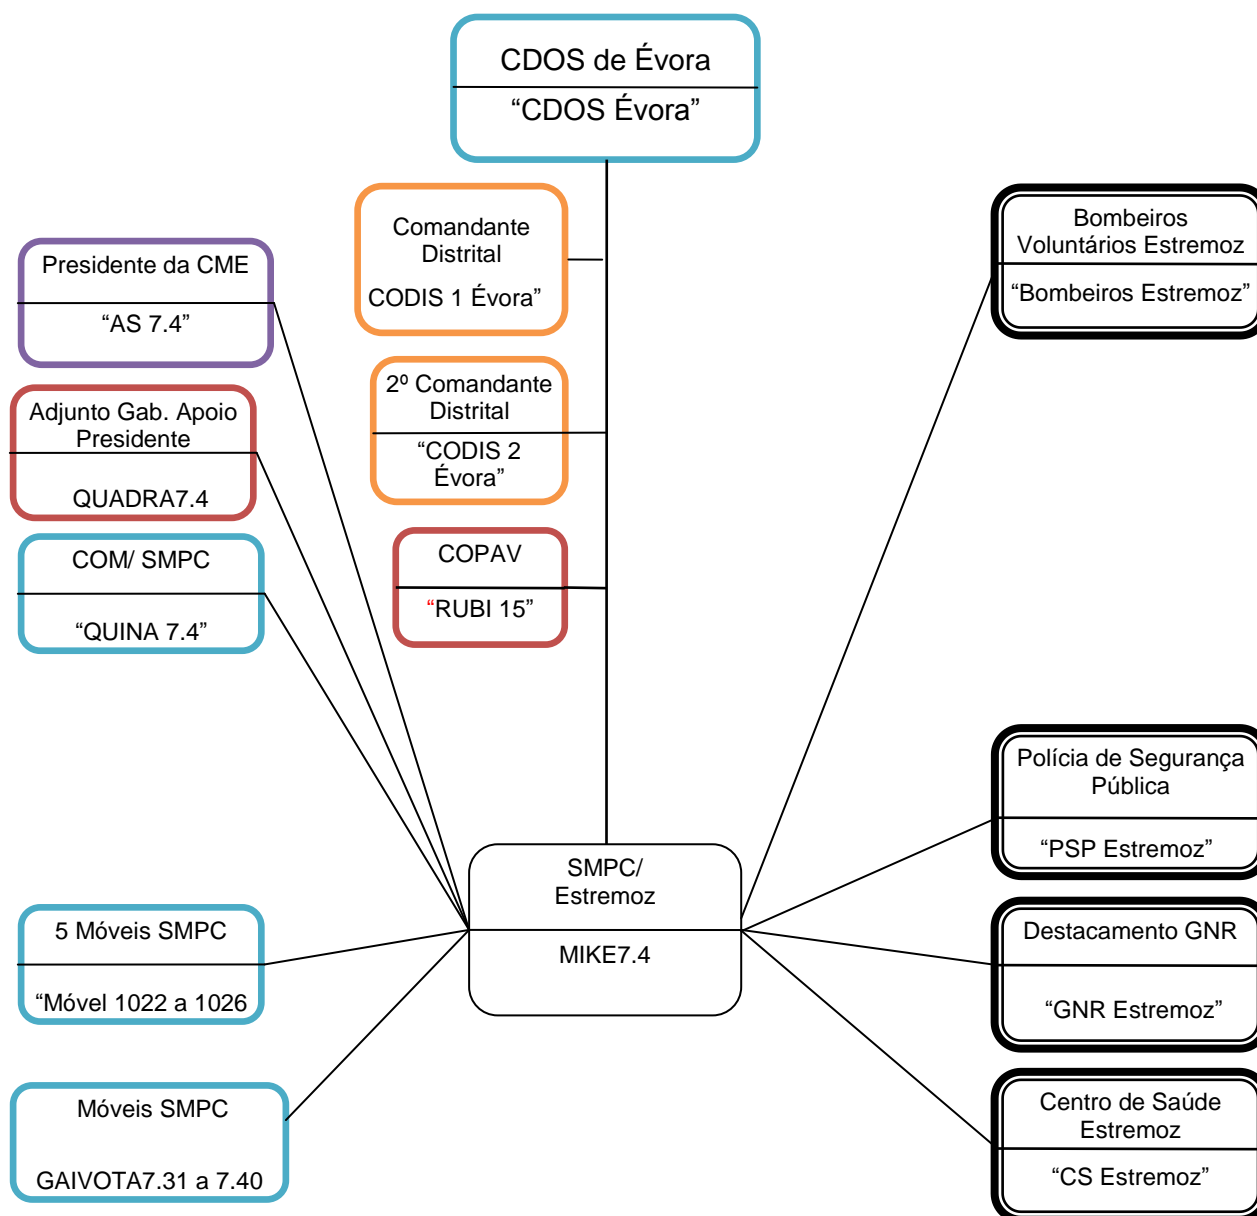 CDOS de Évora
“CDOS Évora”
Comandante
Distrital
CODIS 1 Évora”
2º Comandante
Distrital
“CODIS 2
Évora”
COPAV
“RUBI 15”
Presidente da CME
“AS 7.4”
Adjunto Gab. Apoio
Presidente
QUADRA7.4
COM/ SMPC
“QUINA 7.4”
5 Móveis SMPC
“Móvel 1022 a 1026
Móveis SMPC
GAIVOTA7.31 a 7.40
SMPC/
Estremoz
MIKE7.4
Bombeiros
Voluntários Estremoz
“Bombeiros Estremoz”
Polícia de Segurança
Pública
“PSP Estremoz”
Destacamento GNR
“GNR Estremoz”
Centro de Saúde
Estremoz
“CS Estremoz”